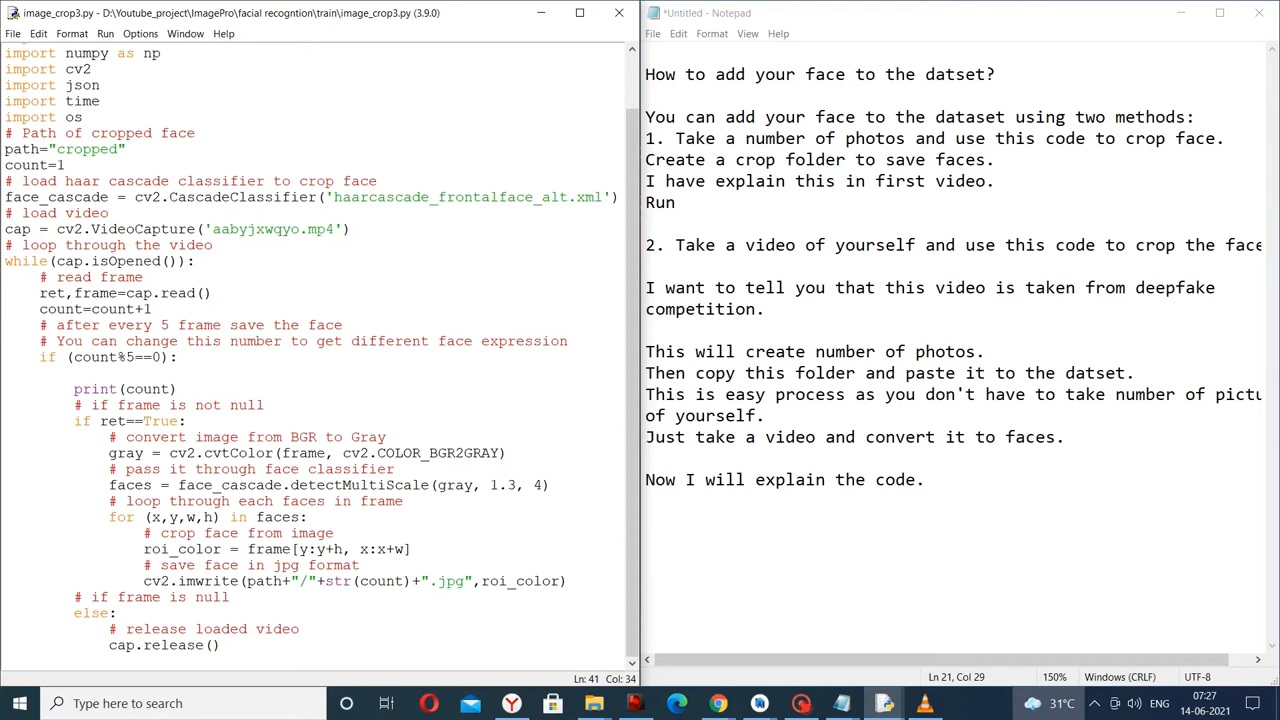 image_crop3.py - D:\Youtube_project\ImagePro\facial recogntion\train\image_crop3.py (3.9.0)
File Edit Format Run Options Window Help
import numpy as np
import cv2
import json
import time
import os
# Path of cropped face
path="cropped"
count=1
# load haar cascade classifier to crop face
face_cascade = cv2.CascadeClassifier('haarcascade_frontalface_alt.xml')
# load video
cap = cv2.VideoCapture('aabyjxwqyo.mp4')
# loop through the video
while(cap.isOpened()):
# read frame
ret,frame=cap.read()
count=count+1
# after every 5 frame save the face
# You can change this number to get different face expression
if (count%5==0):
print(count)
# if frame is not null
if ret==True:
# convert image from BGR to Gray
gray = cv2.cvtColor(frame, cv2.COLOR_BGR2GRAY)
# pass it through face classifier
faces = face_cascade.detectMultiScale(gray, 1.3, 4)
# loop through each faces in frame
for (x,y,w,h) in faces:
# crop face from image
roi_color = frame[y:y+h, x:x+w]
# save face in jpg format
cv2.imwrite(path+"/"+str(count)+".jpg",roi_color)
# if frame is null
else:
# release loaded video
cap.release()
Ln: 41 Col: 34
*Untitled - Notepad
File Edit Format View Help
How to add your face to the datset?
You can add your face to the dataset using two methods:
1. Take a number of photos and use this code to crop face.
Create a crop folder to save faces.
I have explain this in first video.
Run
2. Take a video of yourself and use this code to crop the face
I want to tell you that this video is taken from deepfake
competition.
This will create number of photos.
Then copy this folder and paste it to the datset.
This is easy process as you don't have to take number of pictu
of yourself.
Just take a video and convert it to faces.
Now I will explain the code.
Ln 21, Col 29 150% Windows (CRLF) UTF-8
Type here to search
31°C ENG 07:27
14-06-2021